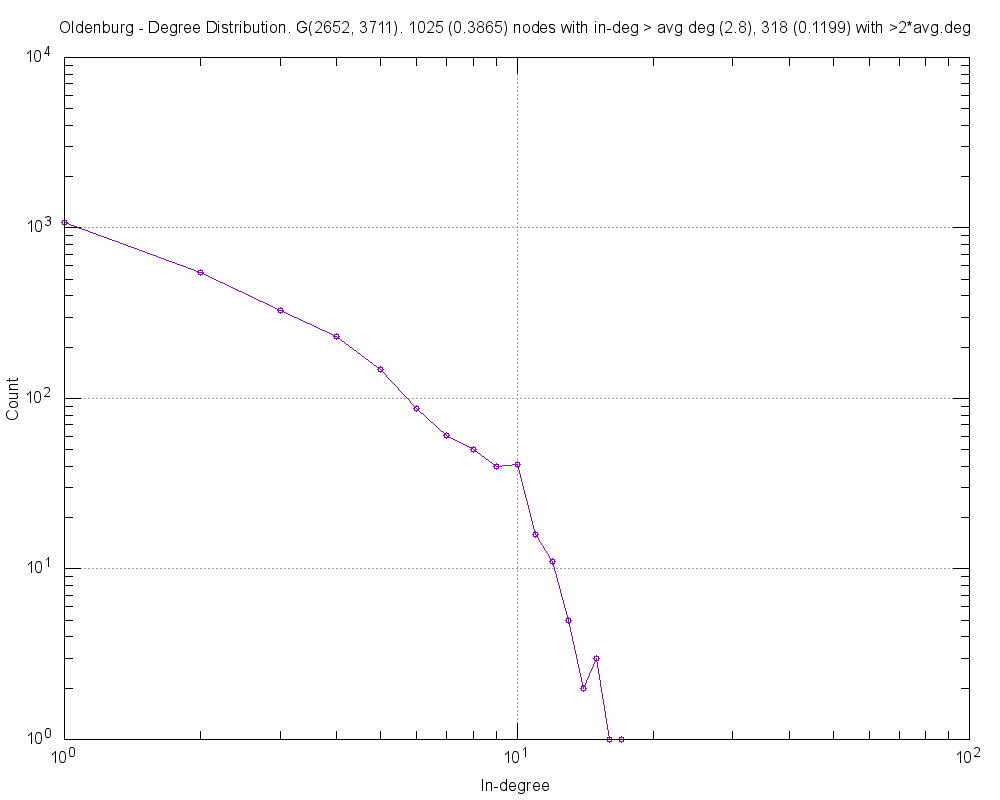 Oldenburg - Degree Distribution. G(2652, 3711). 1025 (0.3865) nodes with in-deg > avg deg (2.8), 318 (0.1199) with >2*avg.deg
10^4
10^3
10^2
10^1
10^0
Count
10^0 10^1 10^2
In-degree